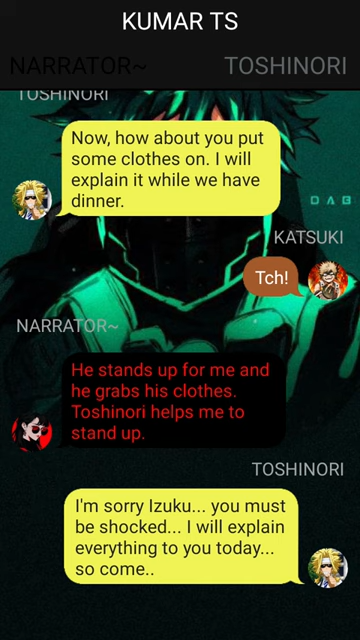 KUMAR TS
NARRATOR~
TOSHINORI
TOSHINORI
Now, how about you put
some clothes on. I will
explain it while we have
dinner.
DAB
KATSUKI
Tch!
NARRATOR~
He stands up for me and
he grabs his clothes.
Toshinori helps me to
stand up.
TOSHINORI
I'm sorry Izuku... you must
be shocked... I will explain
everything to you today...
so come..